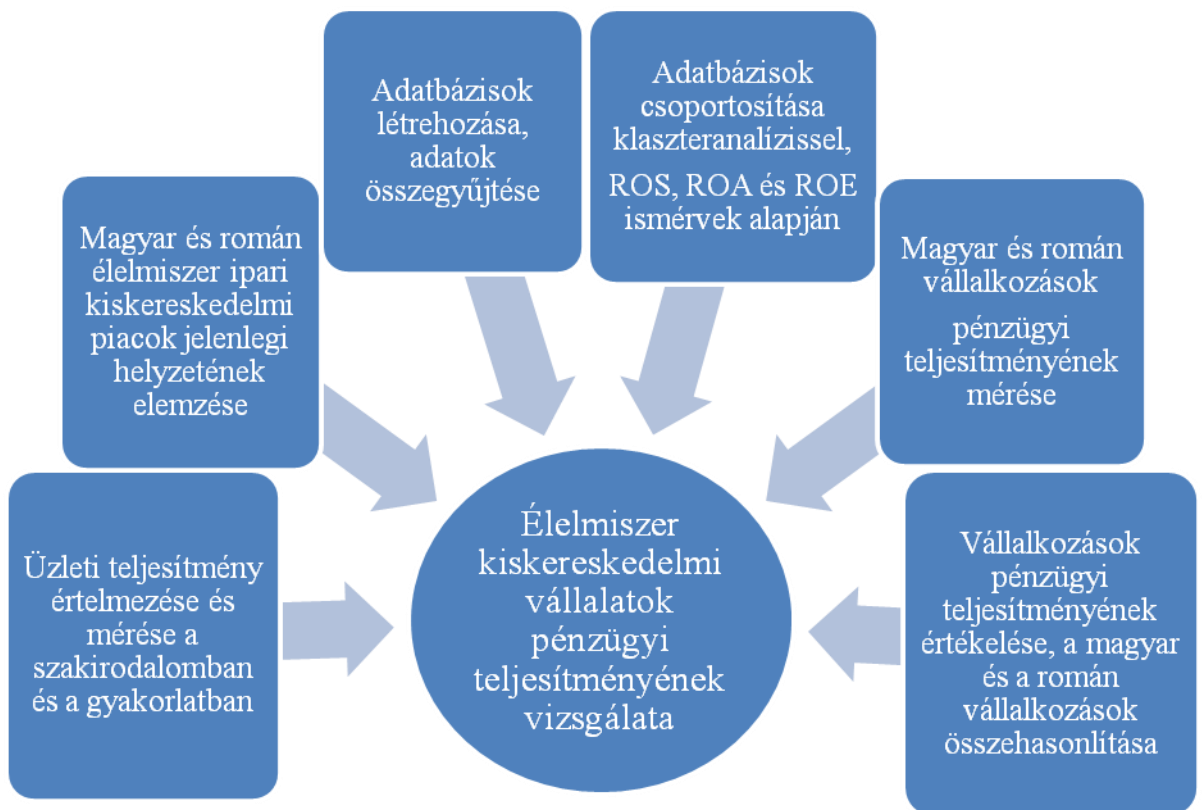 Üzleti teljesítmény
értelmezése és
mérése a
szakirodalomban
és a gyakorlatban
Magyar és román
élelmiszer ipari
kiskereskedelmi
piacok jelenlegi
helyzetének
elemzése
Adatbázisok
létrehozása,
adatok
összegyűjtése
Adatbázisok
csoportosítása
klaszteranalízissel,
ROS, ROA és ROE
ismérvek alapján
Magyar és román
vállalkozások
pénzügyi
teljesítményének
mérése
Vállalkozások
pénzügyi
teljesítményének
értékelése, a magyar
és a román
vállalkozások
összehasonlítása
Élelmiszer
kiskereskedelmi
vállalatok
pénzügyi
teljesítményének
vizsgálata